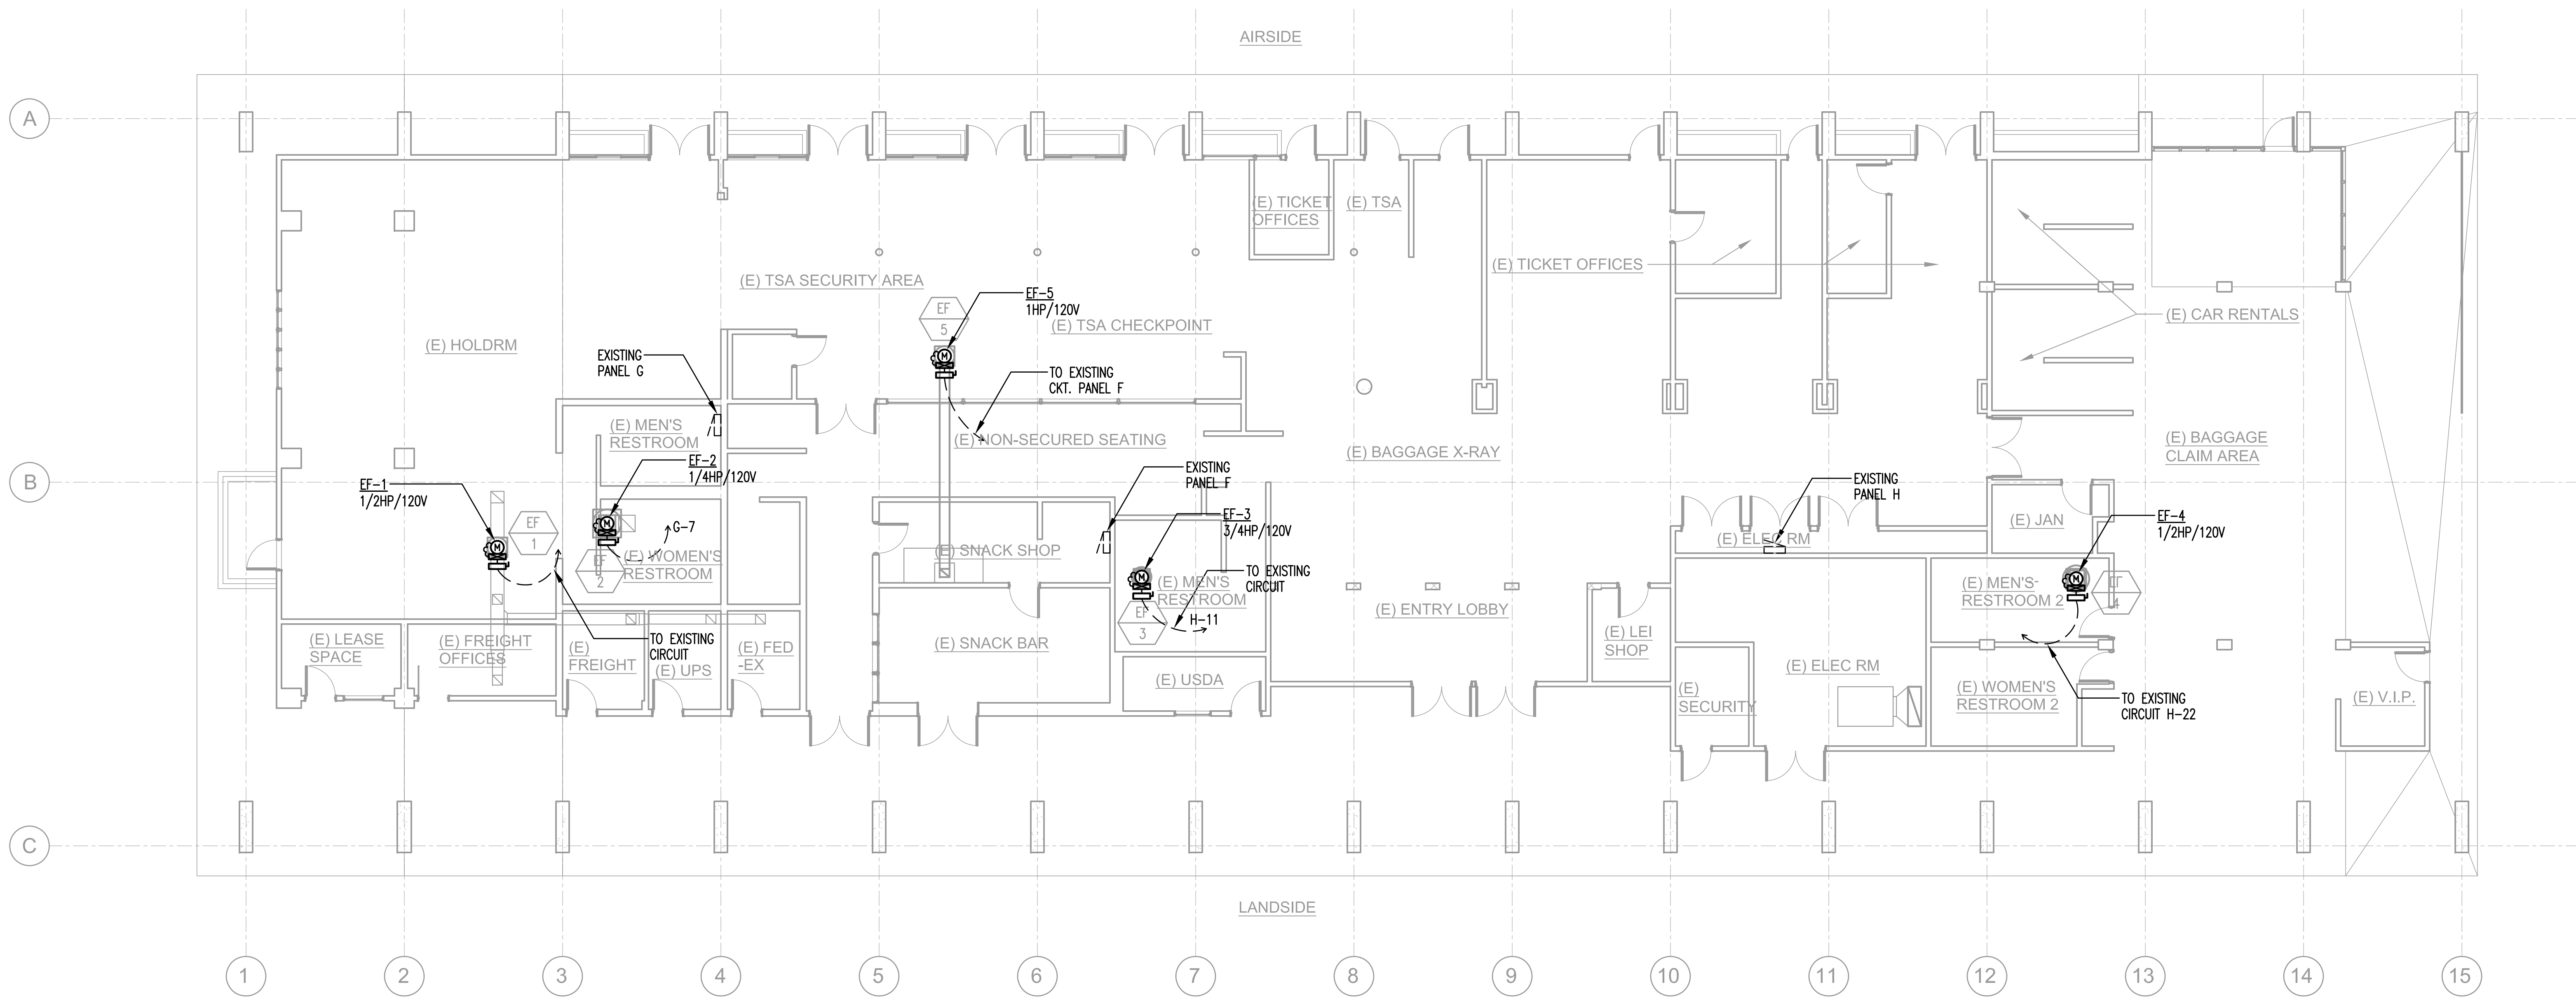 AIRSIDE
A
(E) TICKET
OFFICES
(E) TSA
(E) TICKET OFFICES
(E) TSA SECURITY AREA
EF-5
1HP/120V
EF
5
(E) TSA CHECKPOINT
(E) CAR RENTALS
(E) HOLDRM
EXISTING
PANEL G
TO EXISTING
CKT. PANEL F
(E) MEN'S
RESTROOM
(E) NON-SECURED SEATING
(E) BAGGAGE X-RAY
(E) BAGGAGE
CLAIM AREA
B
EF-1
1/2HP/120V
EF
1
EF-2
1/4HP/120V
G-7
EF
2
(E) WOMEN'S
RESTROOM
EXISTING
PANEL F
EF-3
3/4HP/120V
EXISTING
PANEL H
(E) ELEC RM
(E) JAN
EF-4
1/2HP/120V
(E) SNACK SHOP
(E) MEN'S
RESTROOM
TO EXISTING
CIRCUIT
EF
3
H-11
(E) MEN'S-
RESTROOM 2
4
(E) ENTRY LOBBY
(E) LEASE
SPACE
(E) FREIGHT
OFFICES
(E)
FREIGHT
TO EXISTING
CIRCUIT
(E) UPS
(E) FED
-EX
(E) SNACK BAR
(E) USDA
(E) LEI
SHOP
(E)
SECURITY
(E) ELEC RM
(E) WOMEN'S
RESTROOM 2
TO EXISTING
CIRCUIT H-22
(E) V.I.P.
C
LANDSIDE
1 2 3 4 5 6 7 8 9 10 11 12 13 14 15
M
M
M
M
M